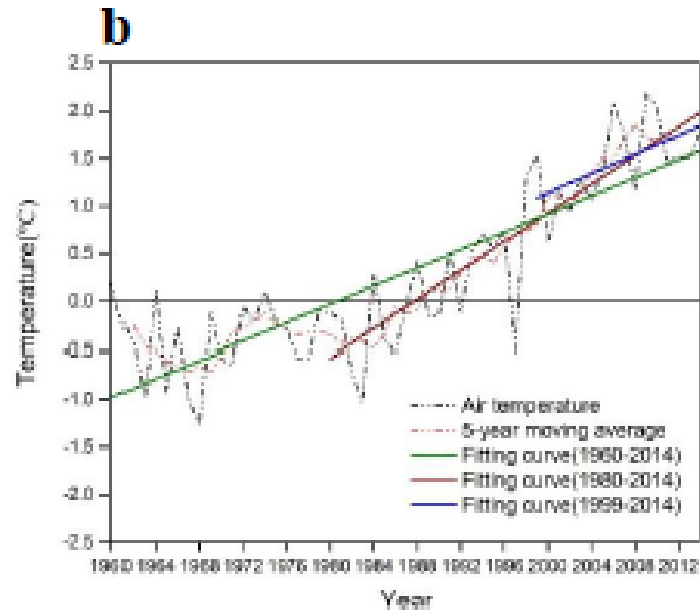 b
2.5
2.0
1.5
1.0
0.5
0.0
-0.5
-1.0
-1.5
-2.0
-2.5
Temperature(°C)
Air temperature
5-year moving average
Fitting curve(1960-2014)
Fitting curve(1980-2014)
Fitting curve(1999-2014)
1960 1964 1968 1972 1976 1980 1984 1988 1992 1996 2000 2004 2008 2012
Year